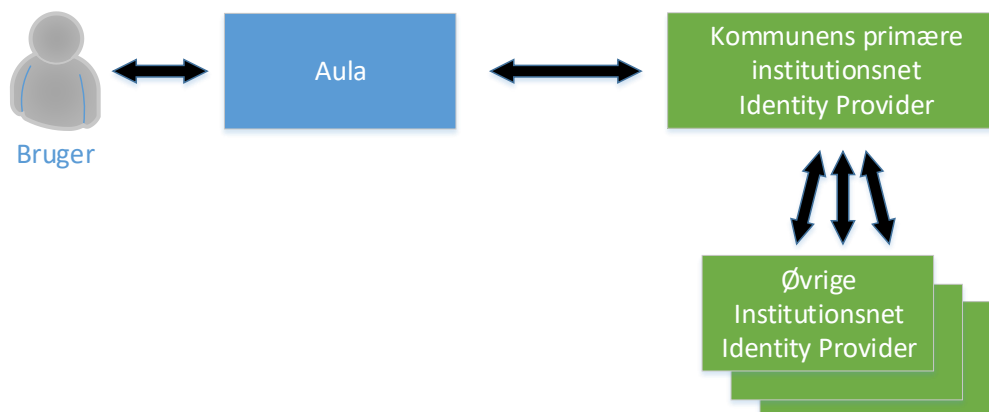 Bruger
Aula
Kommunens primære
institutionsnet
Identity Provider
Øvrige
Institutionsnet
Identity Provider